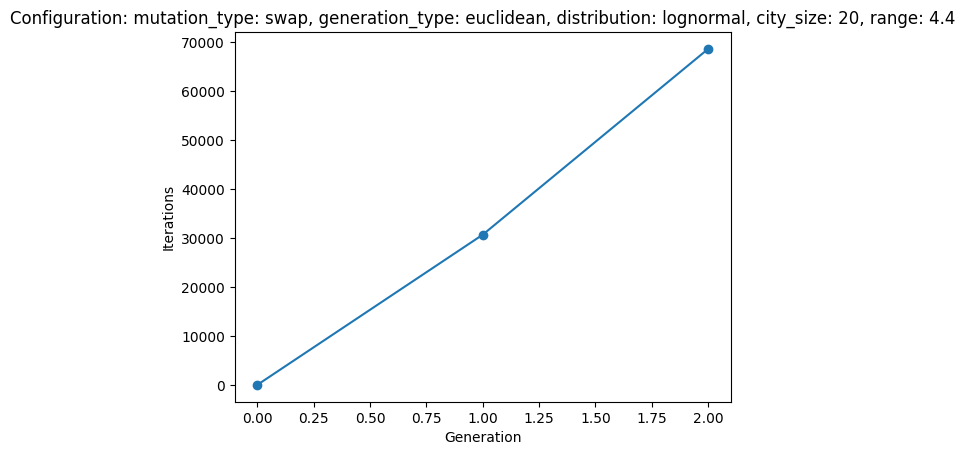 Configuration: mutation_type: swap, generation_type: euclidean, distribution: lognormal, city_size: 20, range: 4.4
70000
60000
50000
40000
30000
20000
10000
0
Iterations
0.00 0.25 0.50 0.75 1.00 1.25 1.50 1.75 2.00
Generation